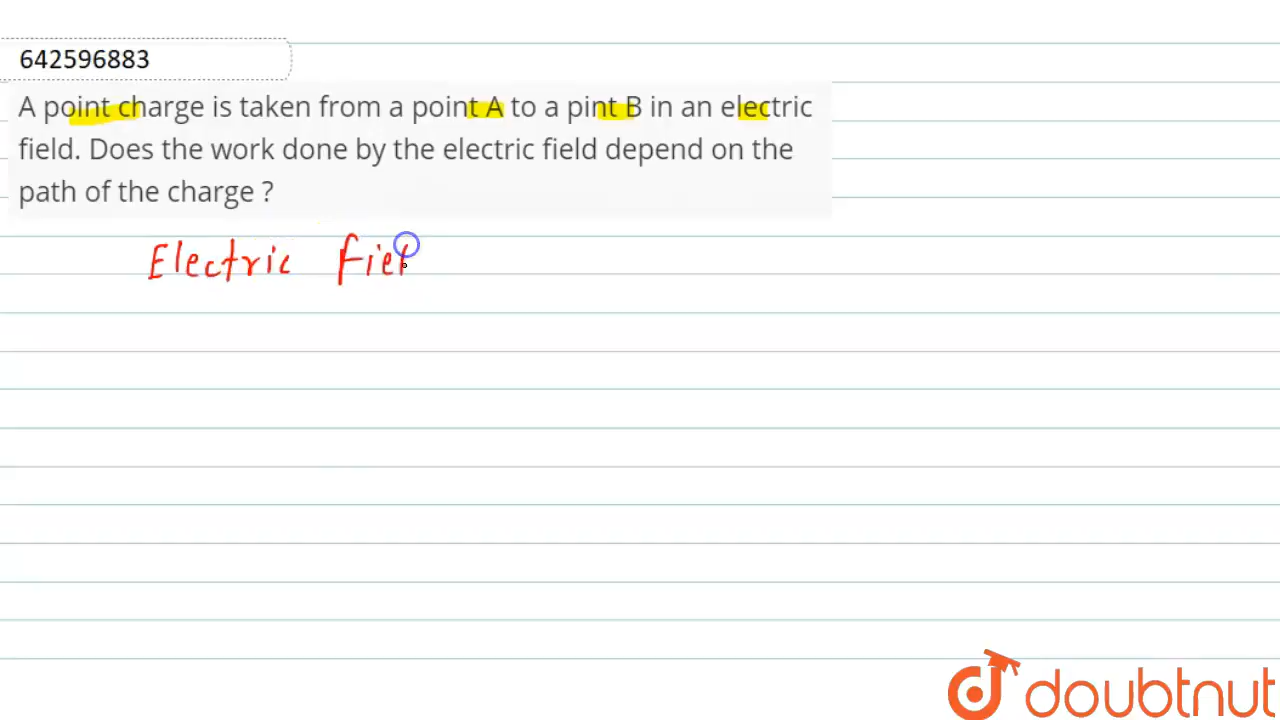 642596883
A point charge is taken from a point A to a pint B in an electric
field. Does the work done by the electric field depend on the
path of the charge ?
Electric Fiel
doubtnut